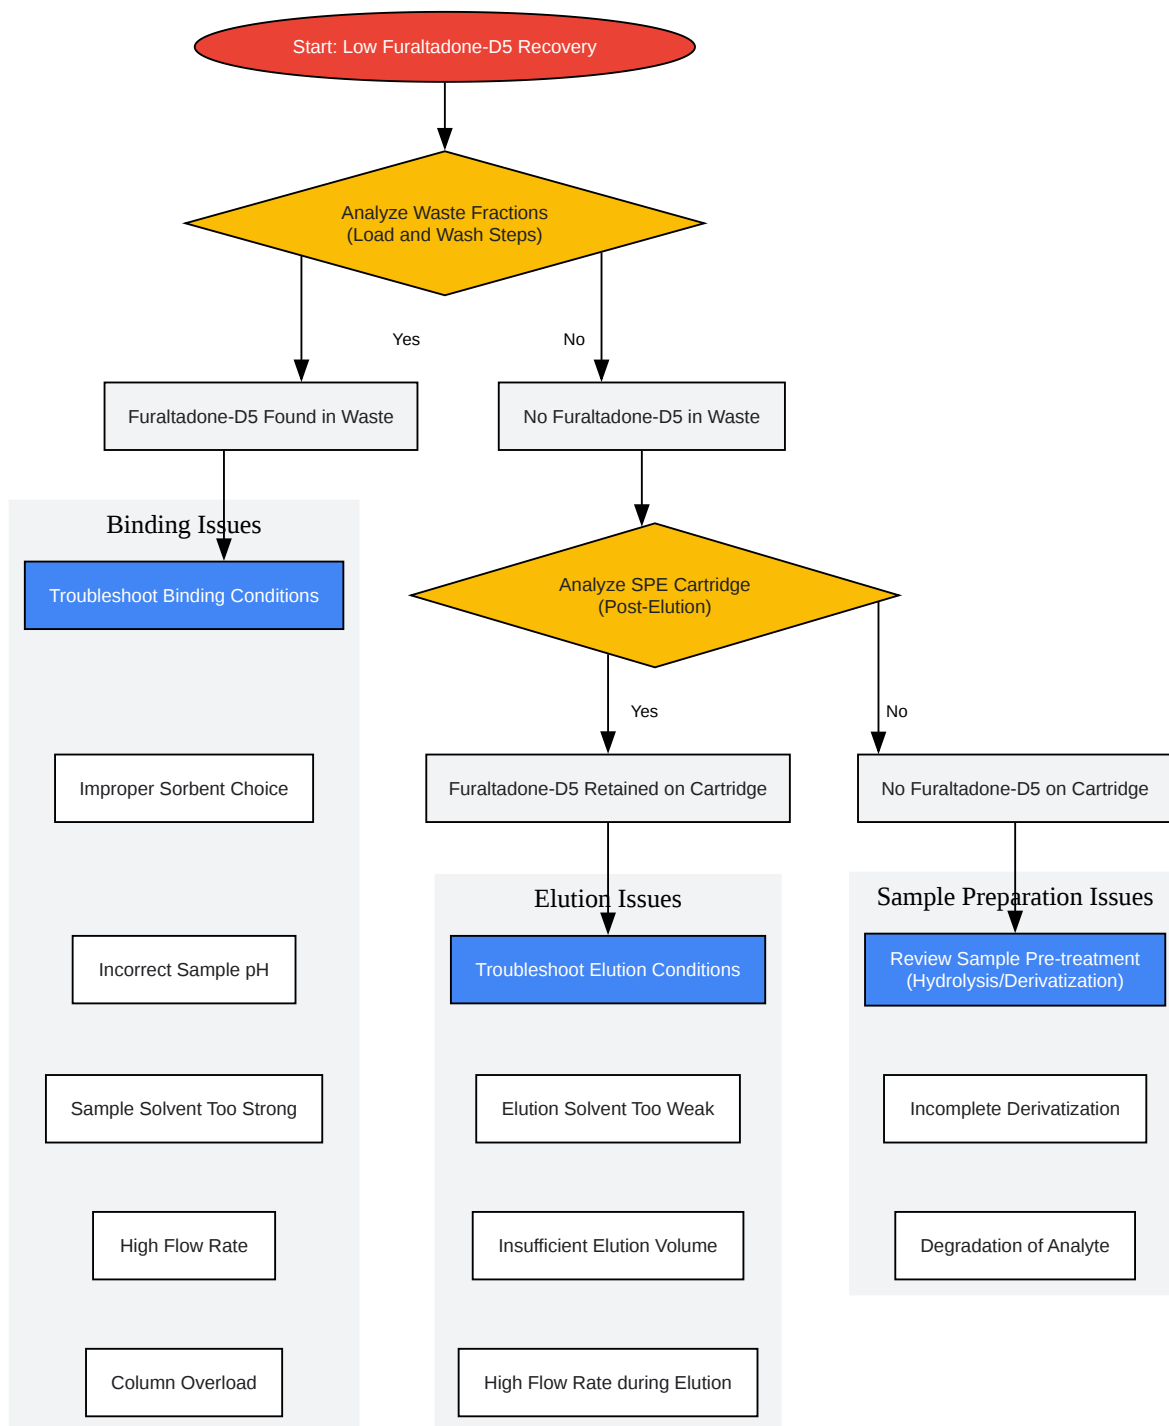 Start: Low Furaltadone-D5 Recovery
Analyze Waste Fractions
(Load and Wash Steps)
Yes
No
Furaltadone-D5 Found in Waste
No Furaltadone-D5 in Waste
Binding Issues
Troubleshoot Binding Conditions
Analyze SPE Cartridge
(Post-Elution)
Yes
No
Improper Sorbent Choice
Furaltadone-D5 Retained on Cartridge
No Furaltadone-D5 on Cartridge
Elution Issues
Sample Preparation Issues
Incorrect Sample pH
Troubleshoot Elution Conditions
Review Sample Pre-treatment
(Hydrolysis/Derivatization)
Sample Solvent Too Strong
Elution Solvent Too Weak
Incomplete Derivatization
High Flow Rate
Insufficient Elution Volume
Degradation of Analyte
Column Overload
High Flow Rate during Elution